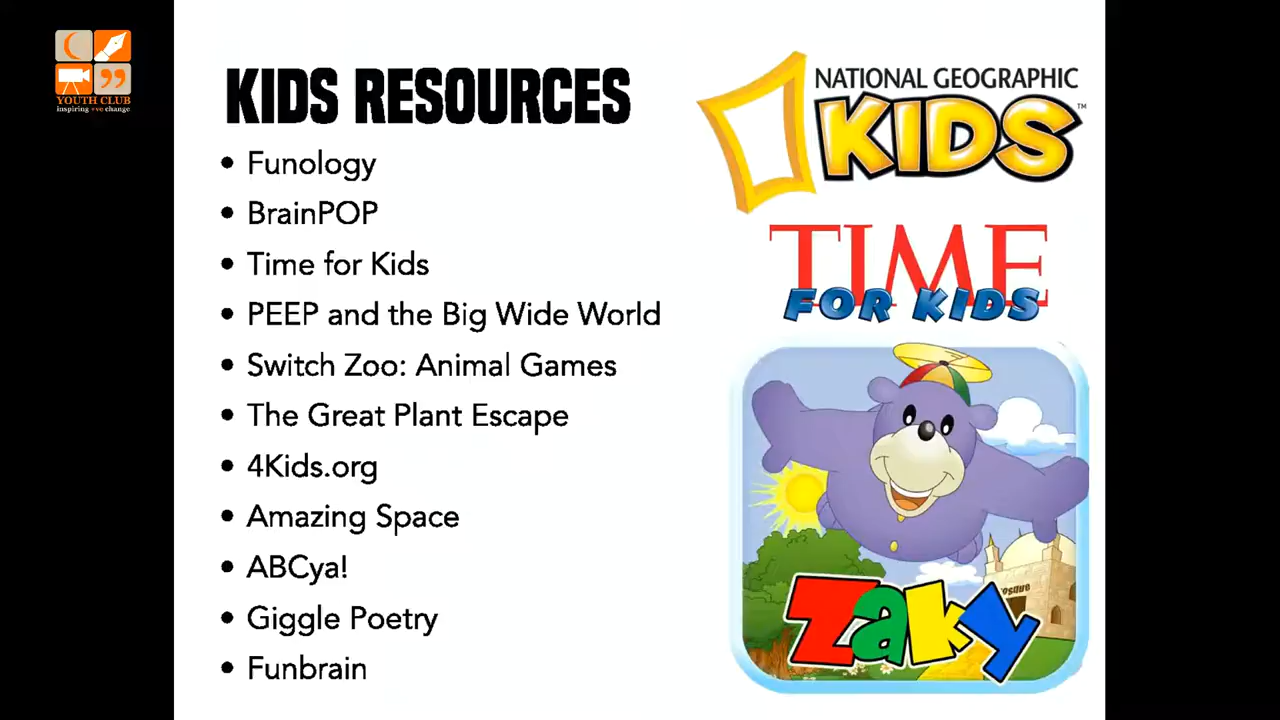 YOUTH CLUB
inspiring +ve change
KIDS RESOURCES
• Funology
• BrainPOP
• Time for Kids
• PEEP and the Big Wide World
• Switch Zoo: Animal Games
• The Great Plant Escape
• 4Kids.org
• Amazing Space
• ABCya!
• Giggle Poetry
• Funbrain
NATIONAL GEOGRAPHIC
KIDS™
TIME
FOR KIDS
zaky